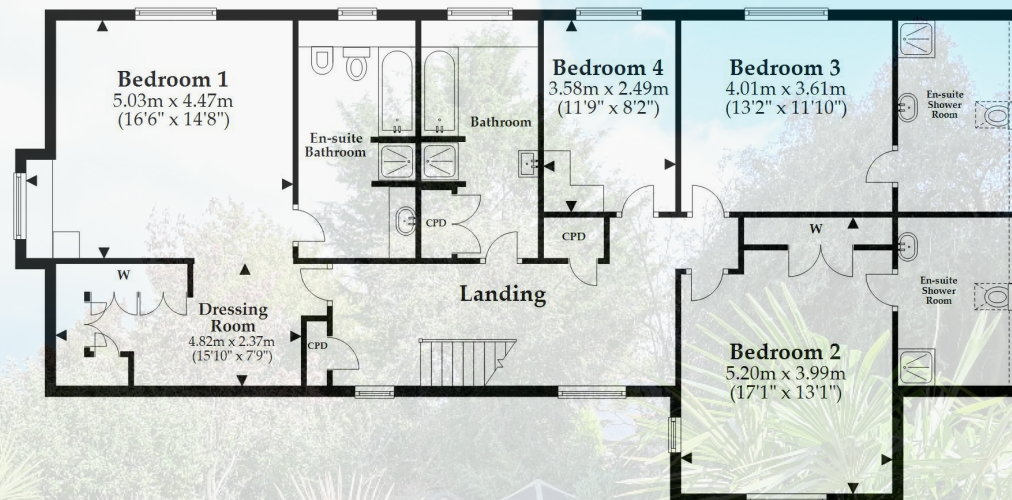 Bedroom 1
5.03m x 4.47m
(16'6" x 14'8")
En-suite
Bathroom
Bathroom
CPD
Bedroom 4
3.58m x 2.49m
(11'9" x 8'2")
CPD
Bedroom 3
4.01m x 3.61m
(13'2" x 11'10")
En-suite
Shower
Room
W
Dressing
Room
4.82m x 2.37m
(15'10" x 7'9")
CPD
Landing
W
Bedroom 2
5.20m x 3.99m
(17'1" x 13'1")
En-suite
Shower
Room